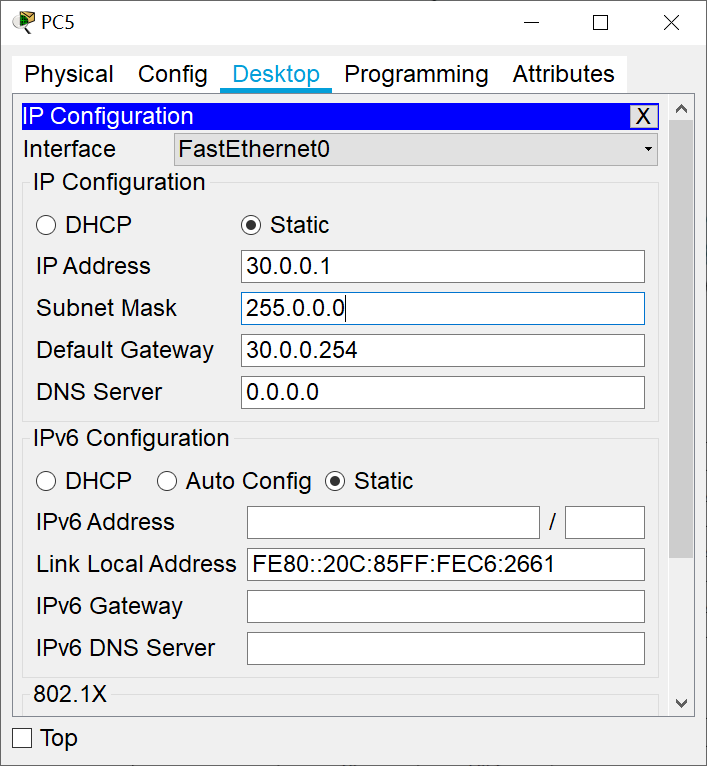 PC5
Physical Config Desktop Programming Attributes
IP Configuration X
Interface FastEthernet0
IP Configuration
DHCP Static
IP Address 30.0.0.1
Subnet Mask 255.0.0.0
Default Gateway 30.0.0.254
DNS Server 0.0.0.0
IPv6 Configuration
DHCP Auto Config Static
IPv6 Address /
Link Local Address FE80::20C:85FF:FEC6:2661
IPv6 Gateway
IPv6 DNS Server
802.1X
Top